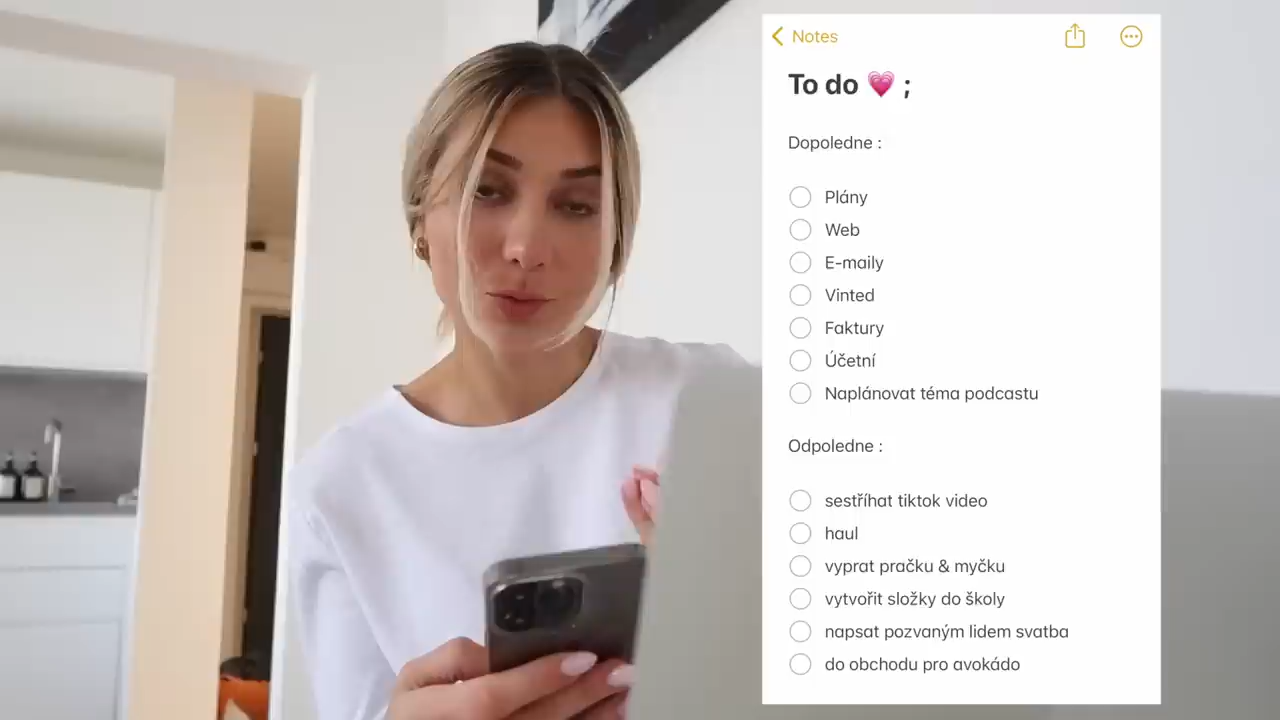 Notes
To do 💗 ;
Dopoledne :
Plány
Web
E-maily
Vinted
Faktury
Účetní
Naplánovat téma podcastu
Odpoledne :
sestříhat tiktok video
haul
vyprat pračku & myčku
vytvořit složky do školy
napsat pozvaným lidem svatba
do obchodu pro avokádo